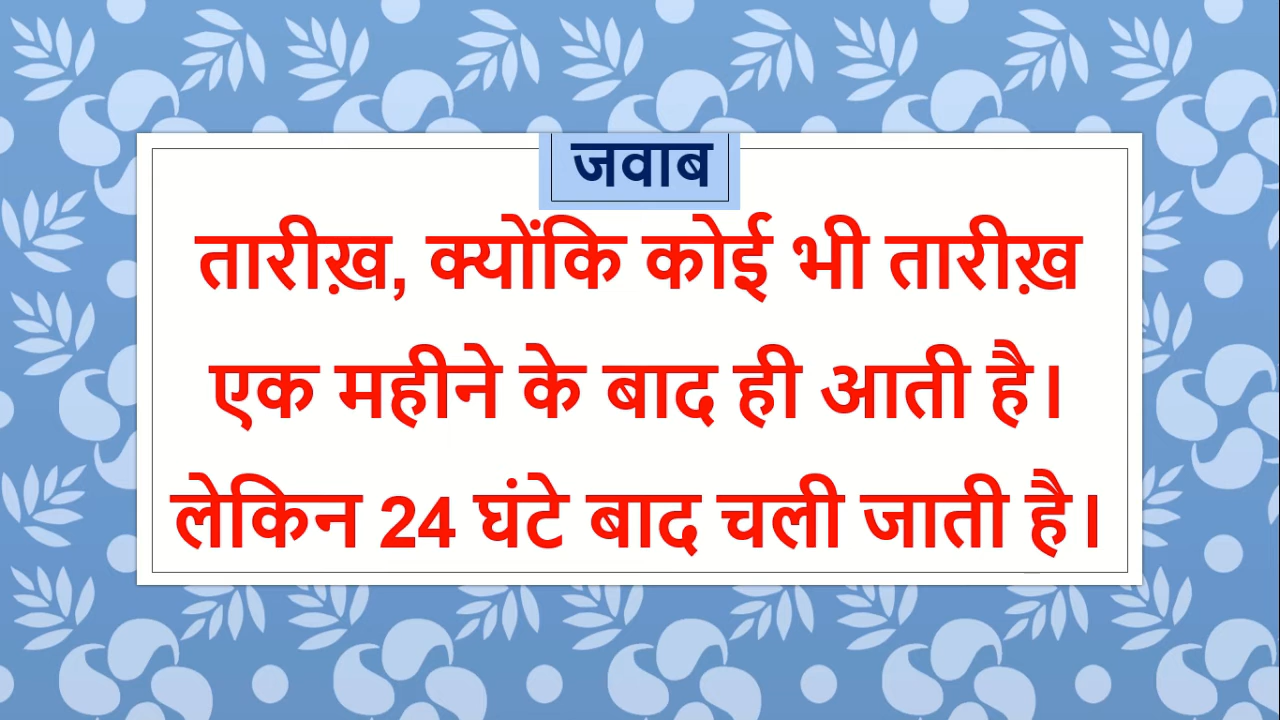 जवाब
तारीख़, क्योंकि कोई भी तारीख़
एक महीने के बाद ही आती है।
लेकिन 24 घंटे बाद चली जाती है।